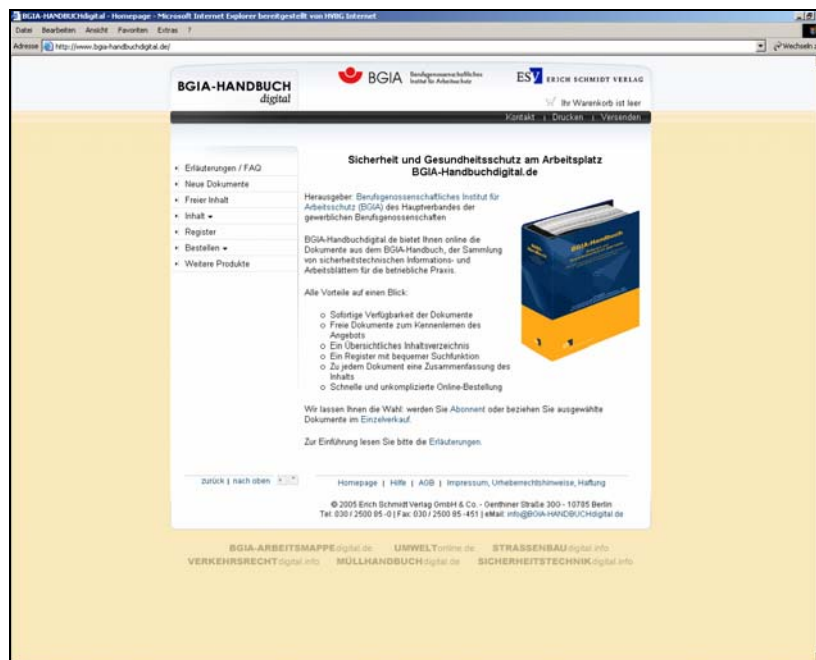 BGIA-HANDBUCHdigital - Homepage - Microsoft Internet Explorer bereitgestellt von HVBG Internet
Datei Bearbeiten Ansicht Favoriten Extras ?
Adresse http://www.bgia-handbuchdigital.de/ Wechseln z
BGIA-HANDBUCH
digital
BGIA Berufsgenossenschaftliches
Institut für Arbeitsschutz
ESV ERICH SCHMIDT VERLAG
Ihr Warenkorb ist leer
Kontakt | Drucken | Versenden
Erläuterungen / FAQ
Neue Dokumente
Freier Inhalt
Inhalt
Register
Bestellen
Weitere Produkte
Sicherheit und Gesundheitsschutz am Arbeitsplatz
BGIA-Handbuchdigital.de
Herausgeber: Berufsgenossenschaftliches Institut für
Arbeitsschutz (BGIA) des Hauptverbandes der
gewerblichen Berufsgenossenschaften
BGIA-Handbuchdigital.de bietet Ihnen online die
Dokumente aus dem BGIA-Handbuch, der Sammlung
von sicherheitstechnischen Informations- und
Arbeitsblättern für die betriebliche Praxis.
Alle Vorteile auf einen Blick:
o Sofortige Verfügbarkeit der Dokumente
o Freie Dokumente zum Kennenlernen des
Angebots
o Ein Übersichtliches Inhaltsverzeichnis
o Ein Register mit bequemer Suchfunktion
o Zu jedem Dokument eine Zusammenfassung des
Inhalts
o Schnelle und unkomplizierte Online-Bestellung
BGIA-Handbuch
Wir lassen Ihnen die Wahl: werden Sie Abonnent oder beziehen Sie ausgewählte
Dokumente im Einzelverkauf.
Zur Einführung lesen Sie bitte die Erläuterungen.
zurück | nach oben
Homepage | Hilfe | AGB | Impressum, Urheberrechtshinweise, Haftung
© 2005 Erich Schmidt Verlag GmbH & Co. - Genthiner Straße 30G - 10785 Berlin
Tel: 030 / 2500 85 -0 | Fax: 030 / 2500 85 -451 | eMail: info@BGIA-HANDBUCHdigital.de
BGIA-ARBEITSMAPPEdigital.de UMWELTonline.de STRASSENBAUdigital.info
VERKEHRSRECHTdigital.info MÜLLHANDBUCHdigital.de SICHERHEITSTECHNIKdigital.info